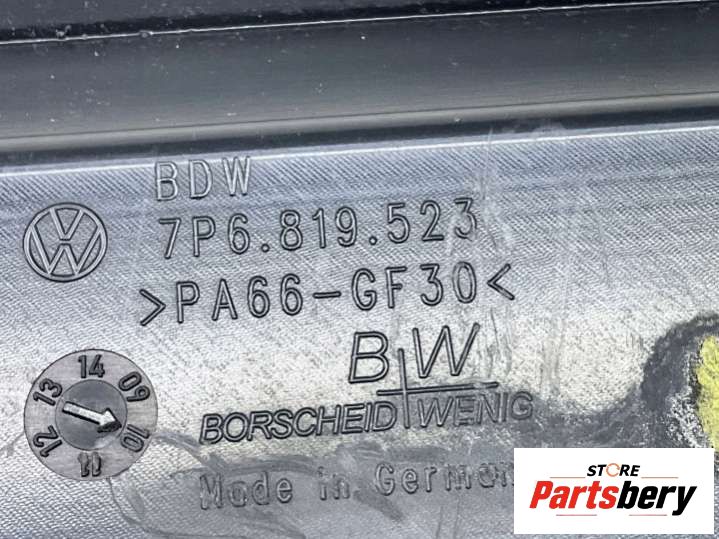 BDW
VW
7P6.819.523
>PA66-GF30<
BW
BORSCHEID WENIG
14
09
10
11
12
13
STORE
Partsbery
Made in